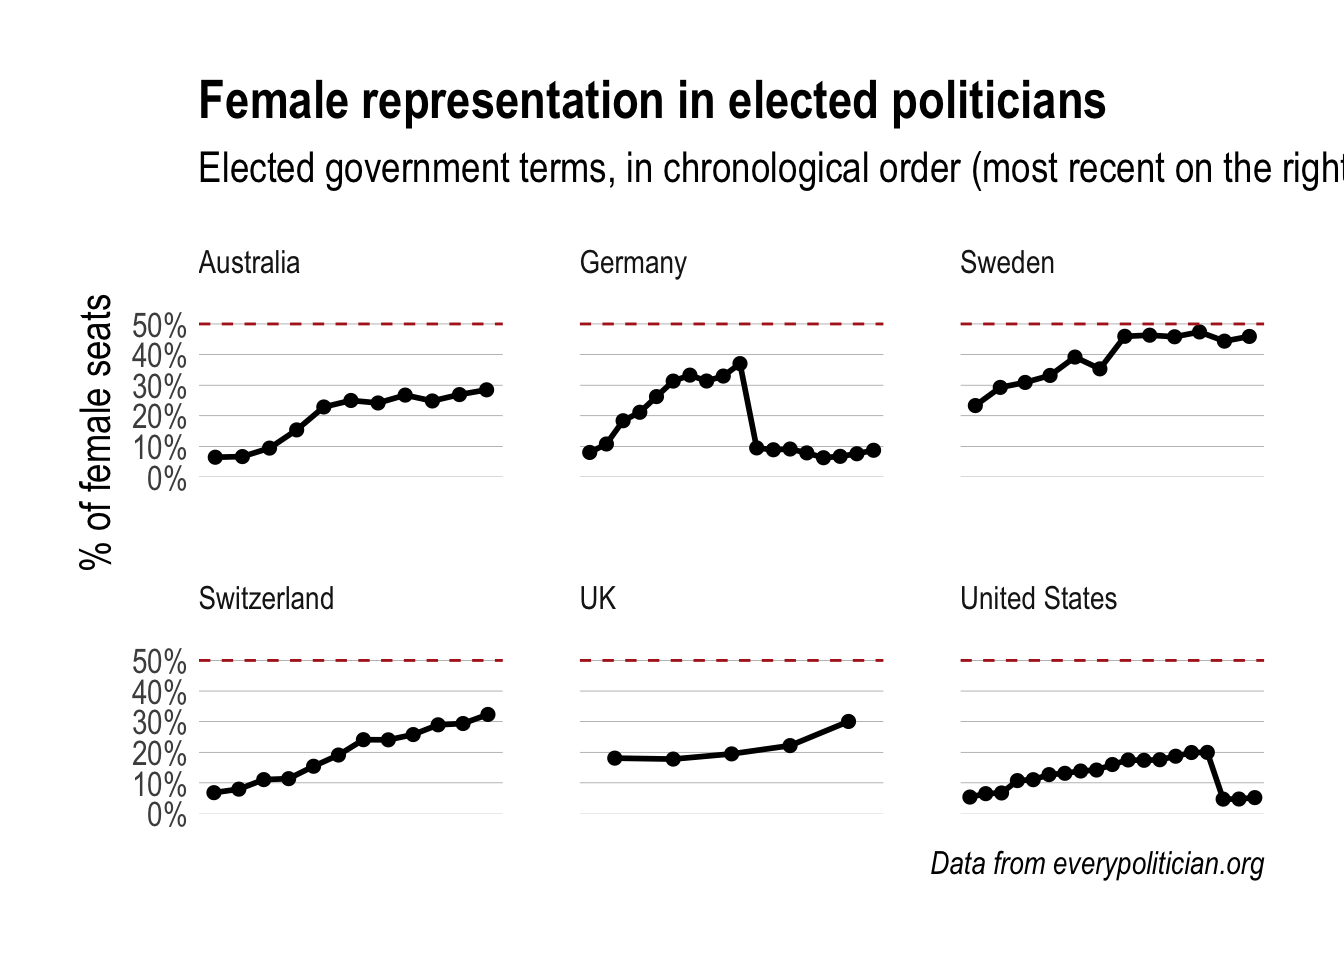 Female representation in elected politicians
Elected government terms, in chronological order (most recent on the right
% of female seats
Australia
Germany
Sweden
50%
40%
30%
20%
10%
0%
Switzerland
UK
United States
50%
40%
30%
20%
10%
0%
Data from everypolitician.org